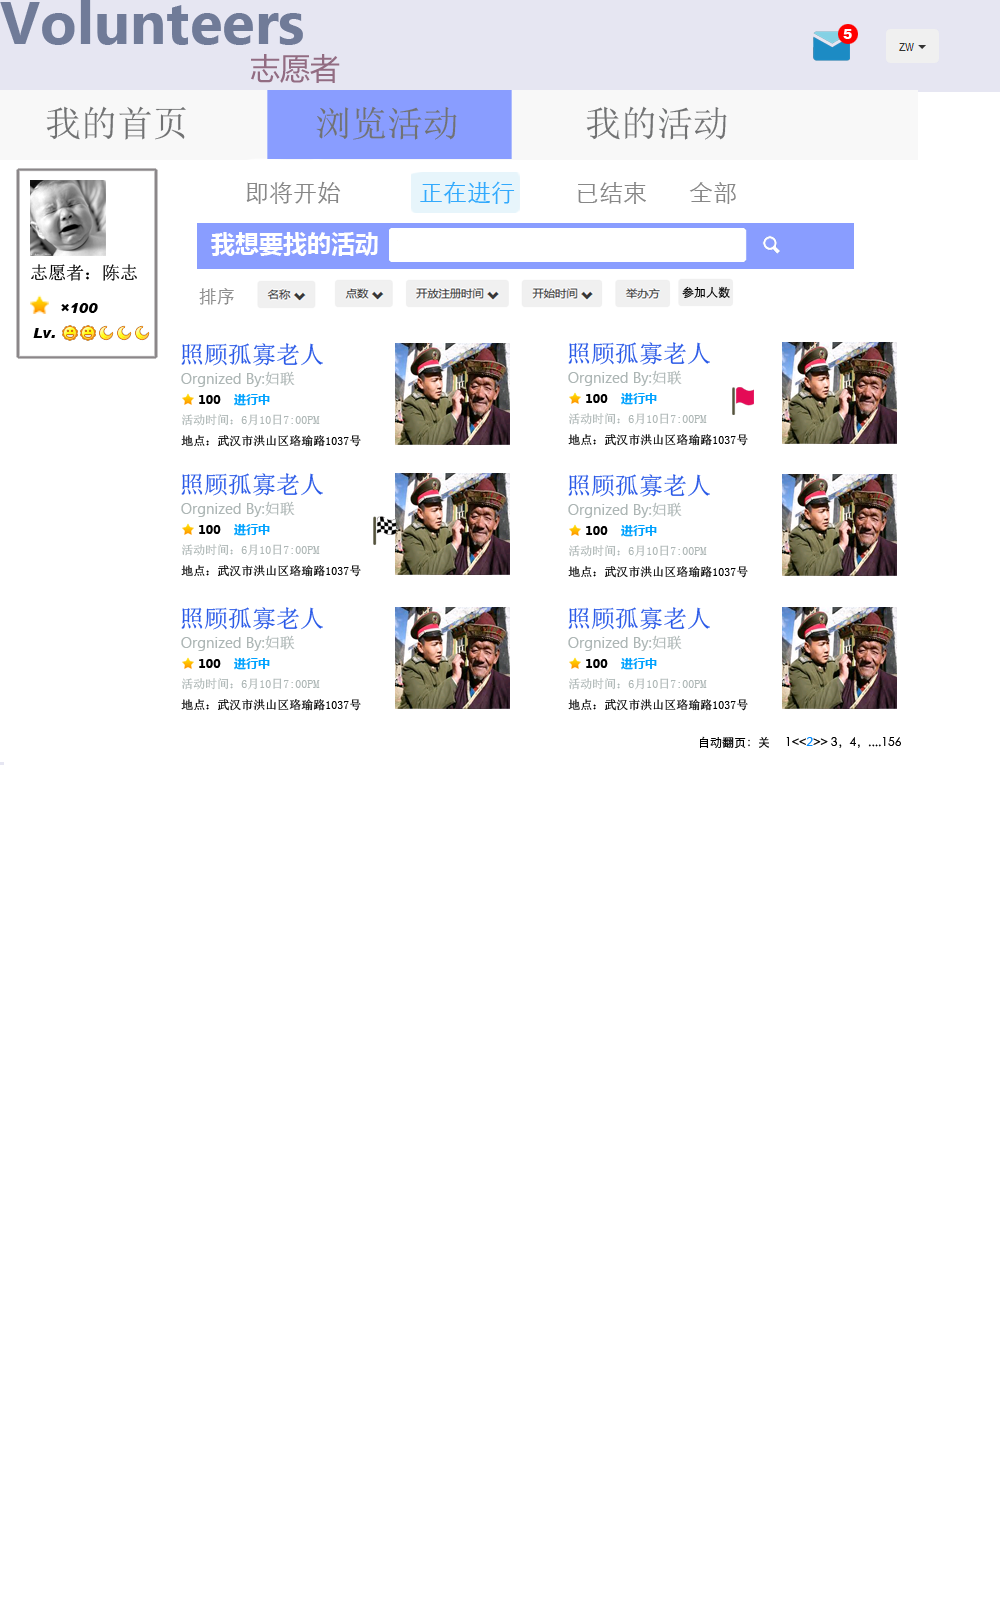 Volunteers
志愿者
5
ZW
我的首页 浏览活动 我的活动
即将开始 正在进行 已结束 全部
我想要找的活动
志愿者：陈志
×100
Lv.
排序 名称 点数 开放注册时间 开始时间 举办方 参加人数
照顾孤寡老人
Orgnized By:妇联
100 进行中
活动时间：6月10日7:00PM
地点：武汉市洪山区珞瑜路1037号
照顾孤寡老人
Orgnized By:妇联
100 进行中
活动时间：6月10日7:00PM
地点：武汉市洪山区珞瑜路1037号
照顾孤寡老人
Orgnized By:妇联
100 进行中
活动时间：6月10日7:00PM
地点：武汉市洪山区珞瑜路1037号
照顾孤寡老人
Orgnized By:妇联
100 进行中
活动时间：6月10日7:00PM
地点：武汉市洪山区珞瑜路1037号
照顾孤寡老人
Orgnized By:妇联
100 进行中
活动时间：6月10日7:00PM
地点：武汉市洪山区珞瑜路1037号
照顾孤寡老人
Orgnized By:妇联
100 进行中
活动时间：6月10日7:00PM
地点：武汉市洪山区珞瑜路1037号
自动翻页：关 1<<2>> 3，4，....156